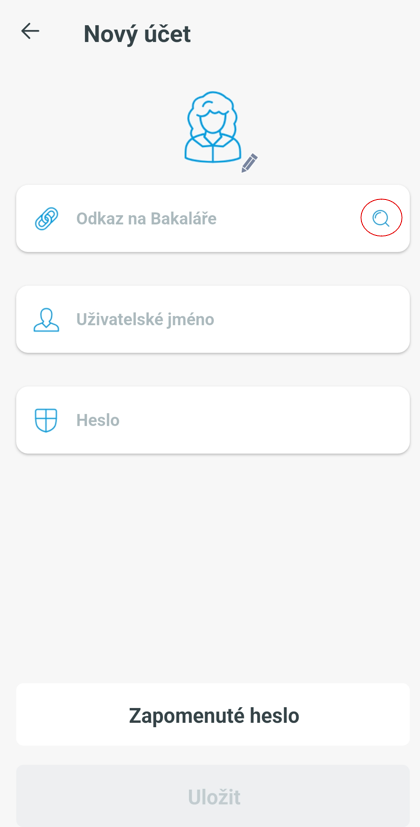 Nový účet
Odkaz na Bakaláře
Uživatelské jméno
Heslo
Zapomenuté heslo
Uložit